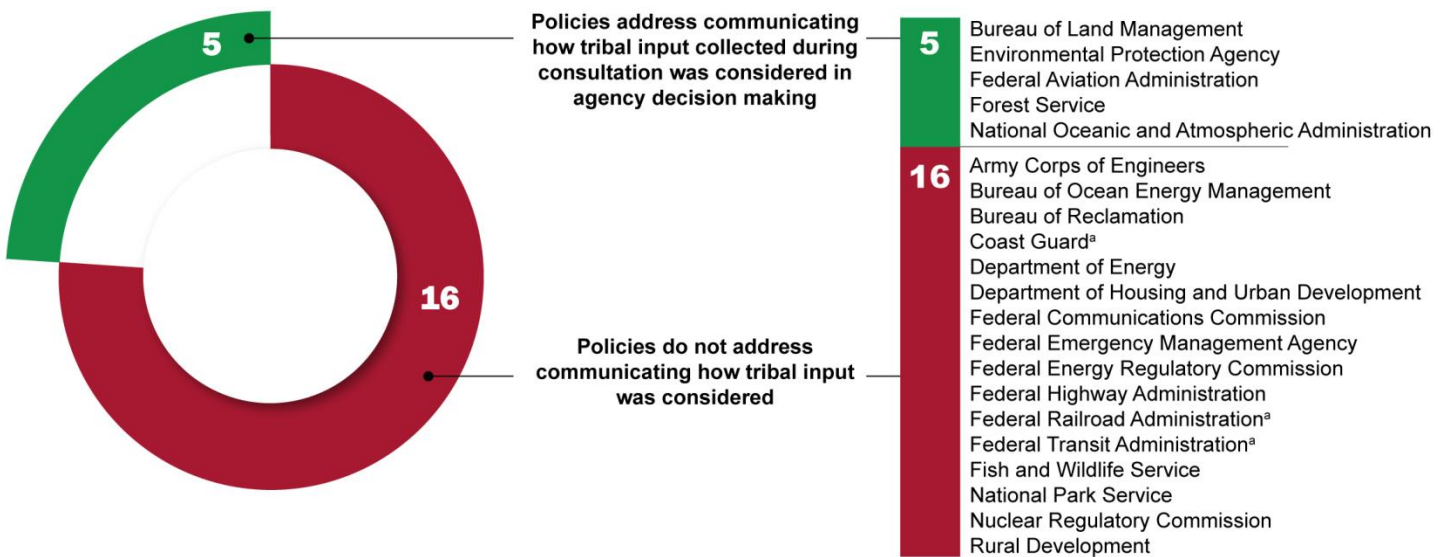 5
Policies address communicating
how tribal input collected during
consultation was considered in
agency decision making
5
Bureau of Land Management
Environmental Protection Agency
Federal Aviation Administration
Forest Service
National Oceanic and Atmospheric Administration
16
Policies do not address
communicating how tribal input
was considered
16
Army Corps of Engineers
Bureau of Ocean Energy Management
Bureau of Reclamation
Coast Guardᵃ
Department of Energy
Department of Housing and Urban Development
Federal Communications Commission
Federal Emergency Management Agency
Federal Energy Regulatory Commission
Federal Highway Administration
Federal Railroad Administrationᵃ
Federal Transit Administrationᵃ
Fish and Wildlife Service
National Park Service
Nuclear Regulatory Commission
Rural Development